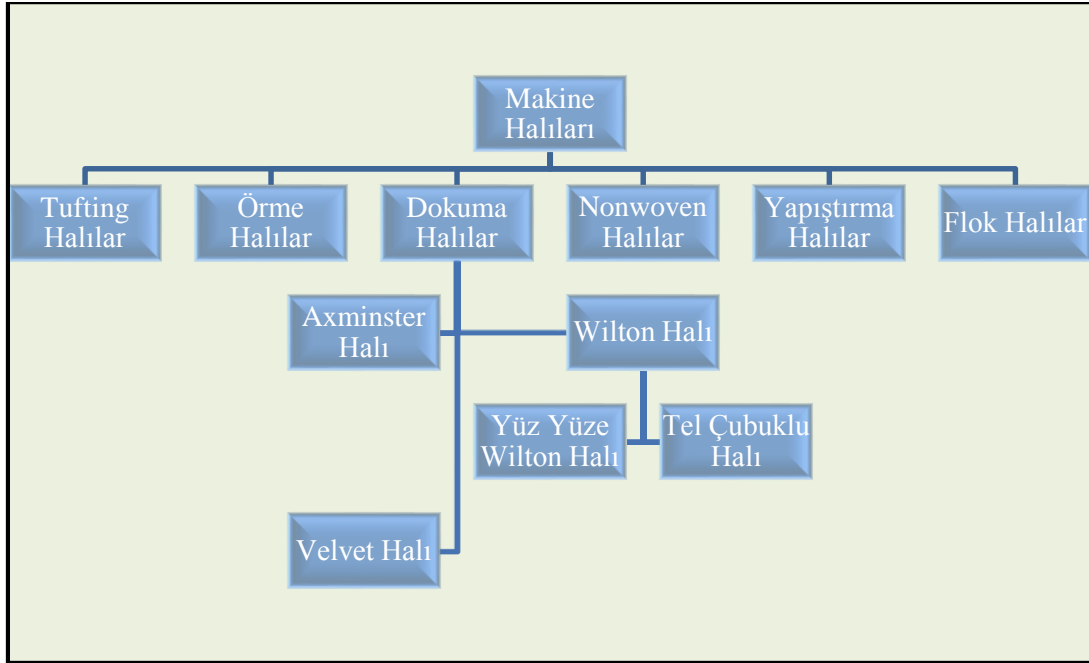 Makine
Halıları
Tufting
Halılar
Örme
Halılar
Dokuma
Halılar
Nonwoven
Halılar
Yapıştırma
Halılar
Flok Halılar
Axminster
Halı
Wilton Halı
Yüz Yüze
Wilton Halı
Tel Çubuklu
Halı
Velvet Halı